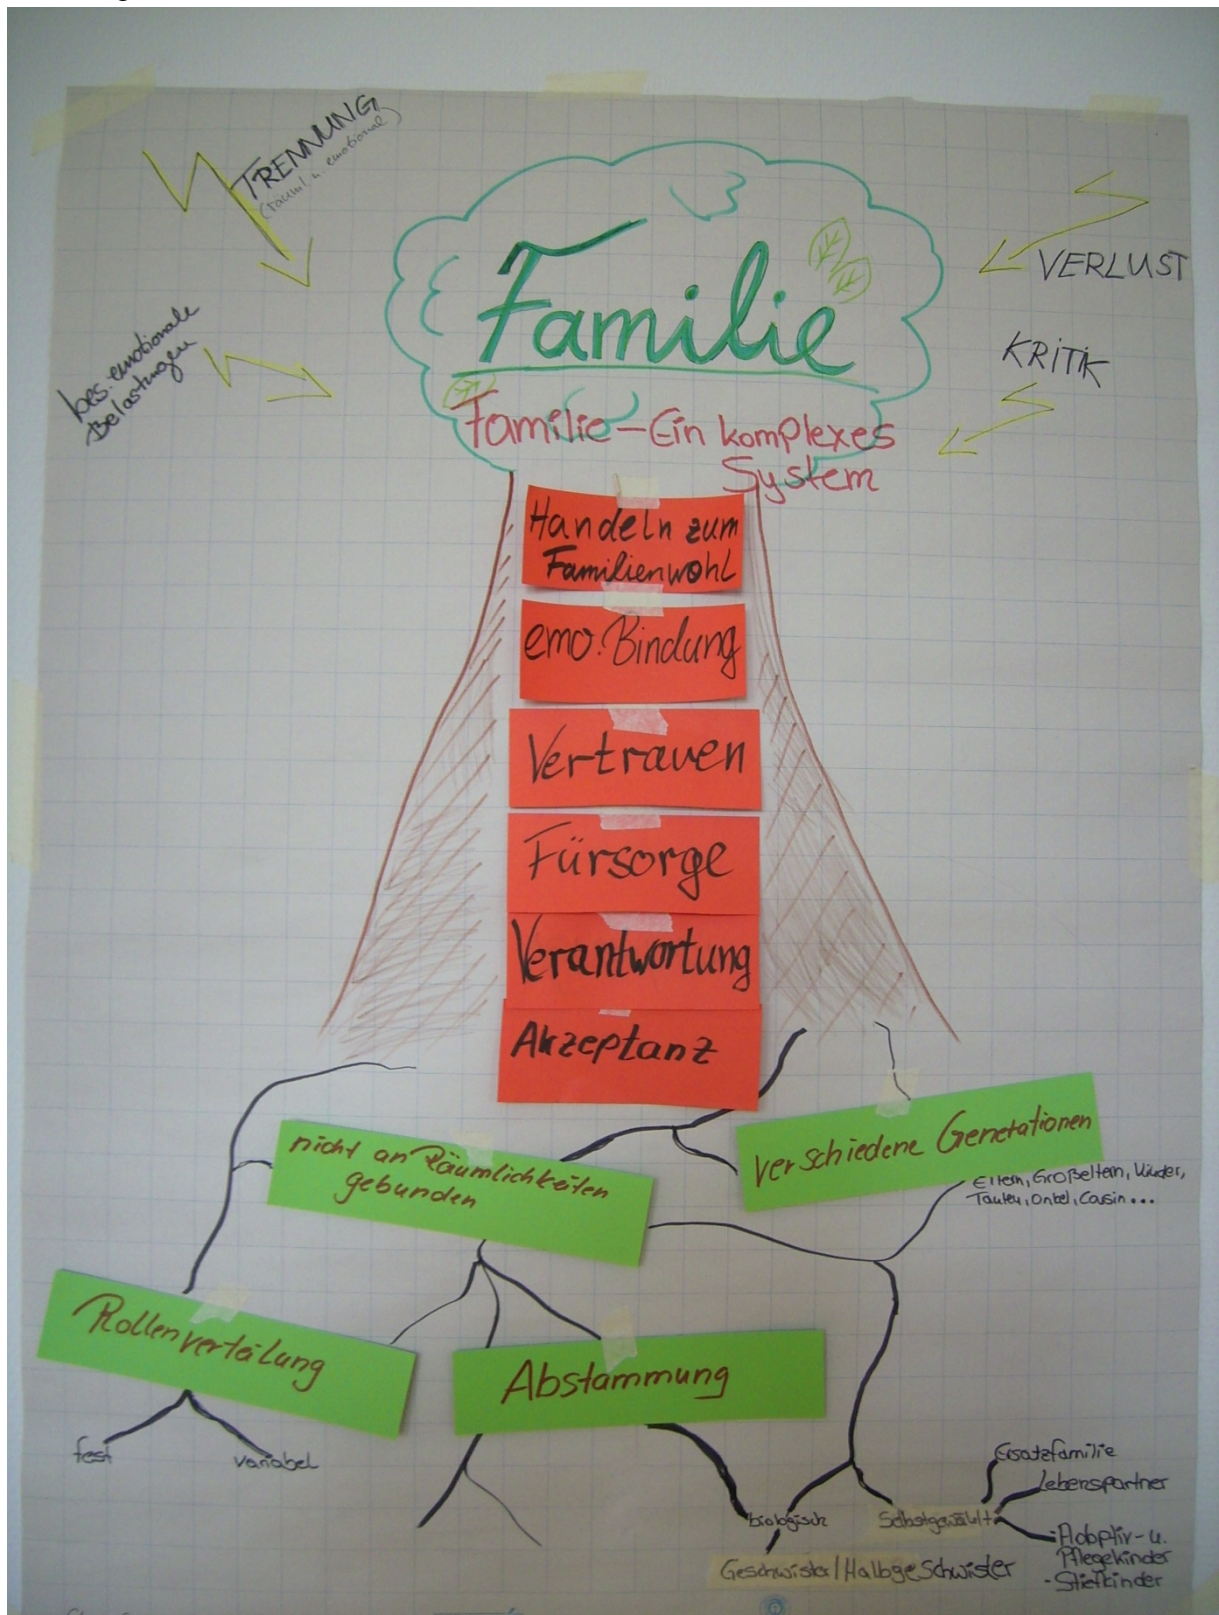 TRENNUNG
(räuml. u. emotional)
bes. emotionale
Belastungen
VERLUST
KRITIK
Familie
Familie – Ein komplexes
System
Handeln zum
Familienwohl
emo. Bindung
Vertrauen
Fürsorge
Verantwortung
Akzeptanz
nicht an Räumlichkeiten
gebunden
verschiedene Generationen
Eltern, Großeltern, Kinder,
Tanten, Onkel, Cousin...
Rollenverteilung
fest
variabel
Abstammung
biologisch
Geschwister/Halbgeschwister
Selbstgewählt
Ersatzfamilie
Lebenspartner
-Adoptiv- u.
Pflegekinder
- Stiefkinder